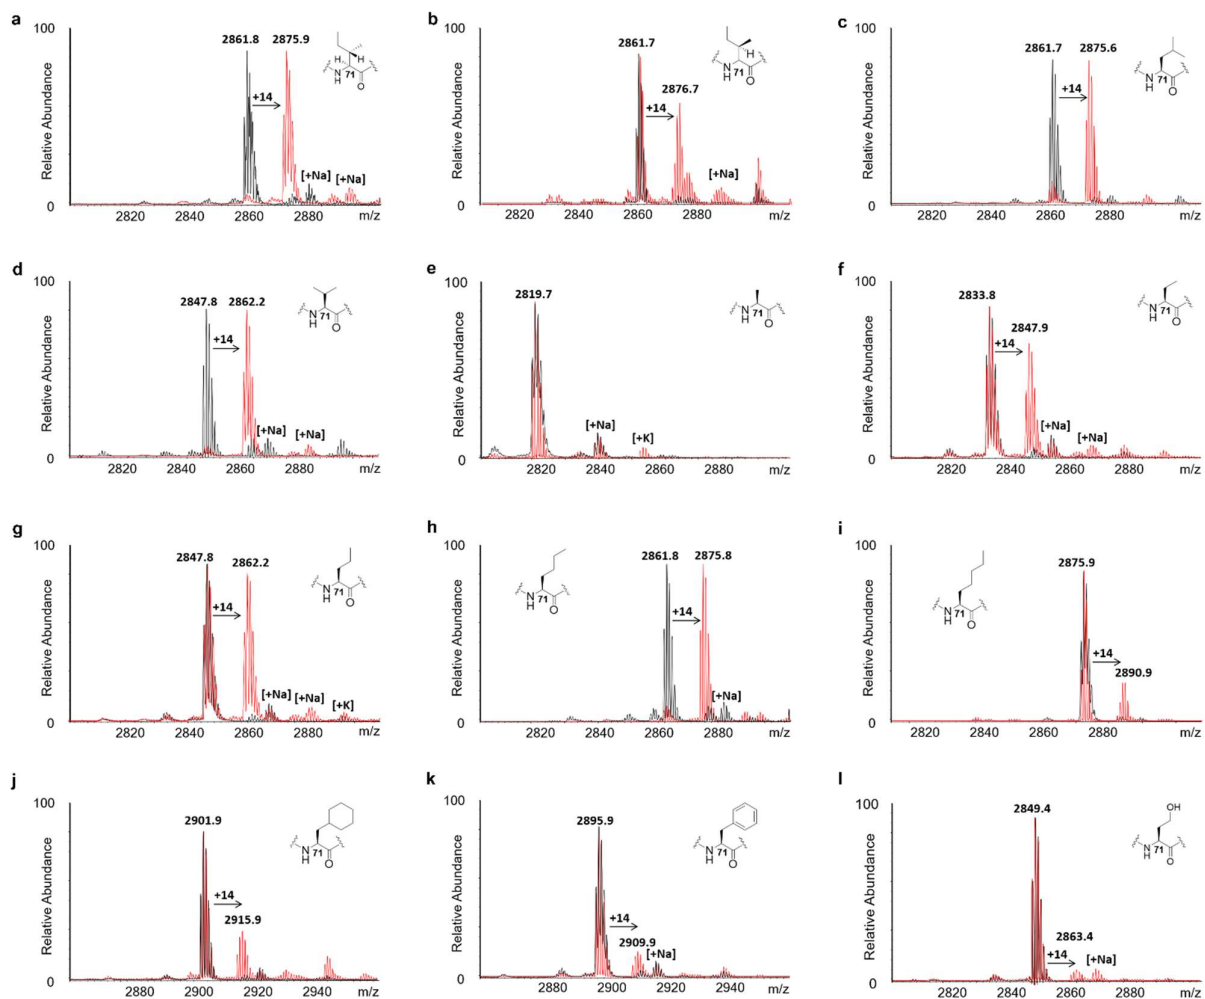 a
100
Relative Abundance
0
2861.8
2875.9
+14
[+Na]
[+Na]
H
H
N
H
71
O
2820
2840
2860
2880
m/z
b
100
Relative Abundance
0
2861.7
2876.7
+14
[+Na]
H
N
H
71
O
2820
2840
2860
2880
m/z
c
100
Relative Abundance
0
2861.7
2875.6
+14
N
H
71
O
2820
2840
2860
2880
m/z
d
100
Relative Abundance
0
2847.8
2862.2
+14
[+Na]
[+Na]
N
H
71
O
2820
2840
2860
2880
m/z
e
100
Relative Abundance
0
2819.7
[+Na]
[+K]
N
H
71
O
2820
2840
2860
2880
m/z
f
100
Relative Abundance
0
2833.8
2847.9
+14
[+Na]
[+Na]
N
H
71
O
2820
2840
2860
2880
m/z
g
100
Relative Abundance
0
2847.8
2862.2
+14
[+Na]
[+Na]
[+K]
N
H
71
O
2820
2840
2860
2880
m/z
h
100
Relative Abundance
0
2861.8
2875.8
+14
[+Na]
N
H
71
O
2820
2840
2860
2880
m/z
i
100
Relative Abundance
0
2875.9
+14
2890.9
N
H
71
O
2820
2840
2860
2880
m/z
j
100
Relative Abundance
0
2901.9
+14
2915.9
N
H
71
O
2880
2900
2920
2940
m/z
k
100
Relative Abundance
0
2895.9
+14
2909.9
[+Na]
N
H
71
O
2880
2900
2920
2940
m/z
l
100
Relative Abundance
0
2849.4
2863.4
+14
[+Na]
OH
N
H
71
O
2820
2840
2860
2880
m/z